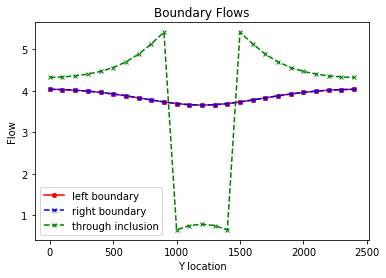 Boundary Flows
Flow
5
4
3
2
1
left boundary
right boundary
through inclusion
0 500 1000 1500 2000 2500
Y location